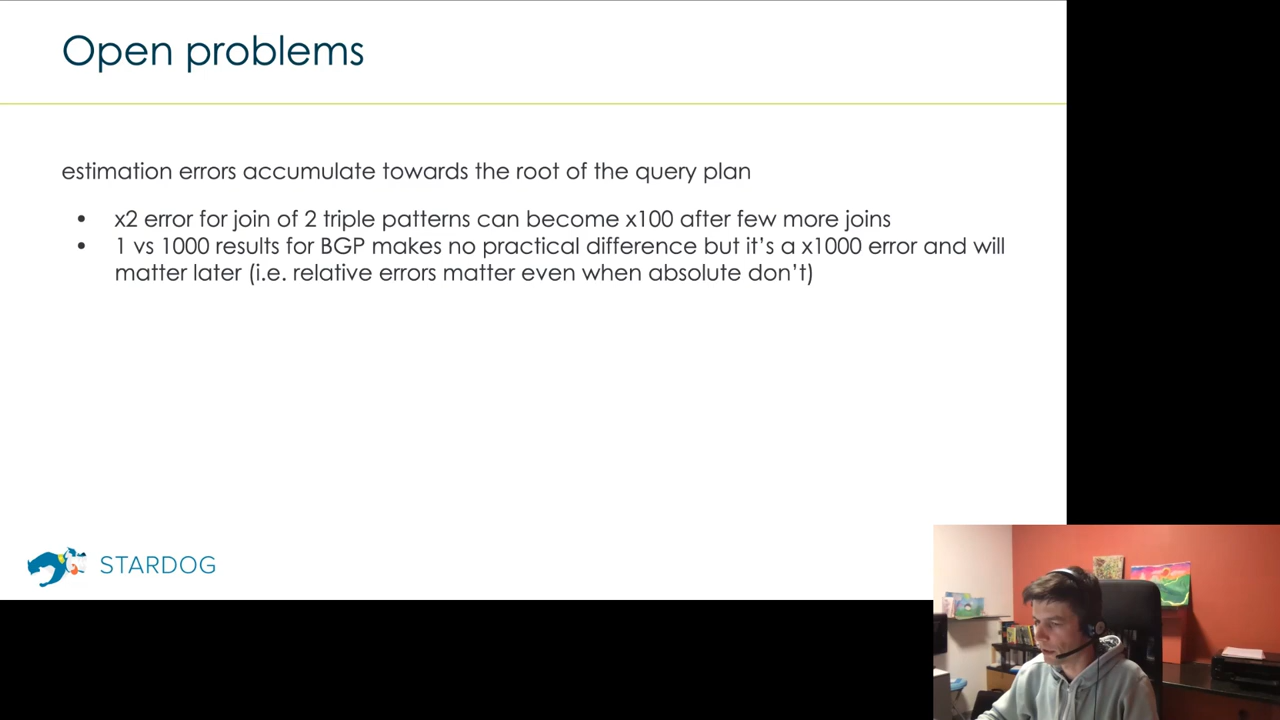 Open problems
estimation errors accumulate towards the root of the query plan
• x2 error for join of 2 triple patterns can become x100 after few more joins
• 1 vs 1000 results for BGP makes no practical difference but it’s a x1000 error and will
matter later (i.e. relative errors matter even when absolute don’t)
STARDOG